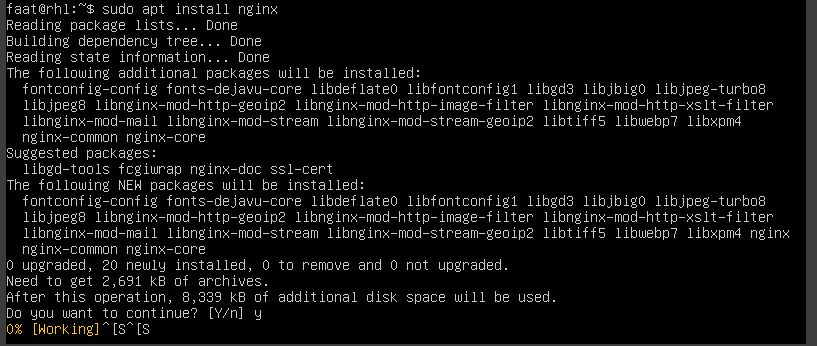 faat@rhl:~$ sudo apt install nginx
Reading package lists... Done
Building dependency tree... Done
Reading state information... Done
The following additional packages will be installed:
  fontconfig-config fonts-dejavu-core libdeflate0 libfontconfig1 libgd3 libjbig0 libjpeg-turbo8
  libjpeg8 libnginx-mod-http-geoip2 libnginx-mod-http-image-filter libnginx-mod-http-xslt-filter
  libnginx-mod-mail libnginx-mod-stream libnginx-mod-stream-geoip2 libtiff5 libwebp7 libxpm4
  nginx-common nginx-core
Suggested packages:
  libgd-tools fcgiwrap nginx-doc ssl-cert
The following NEW packages will be installed:
  fontconfig-config fonts-dejavu-core libdeflate0 libfontconfig1 libgd3 libjbig0 libjpeg-turbo8
  libjpeg8 libnginx-mod-http-geoip2 libnginx-mod-http-image-filter libnginx-mod-http-xslt-filter
  libnginx-mod-mail libnginx-mod-stream libnginx-mod-stream-geoip2 libtiff5 libwebp7 libxpm4 nginx
  nginx-common nginx-core
0 upgraded, 20 newly installed, 0 to remove and 0 not upgraded.
Need to get 2,691 kB of archives.
After this operation, 8,339 kB of additional disk space will be used.
Do you want to continue? [Y/n] y
0% [Working]^[S^[S